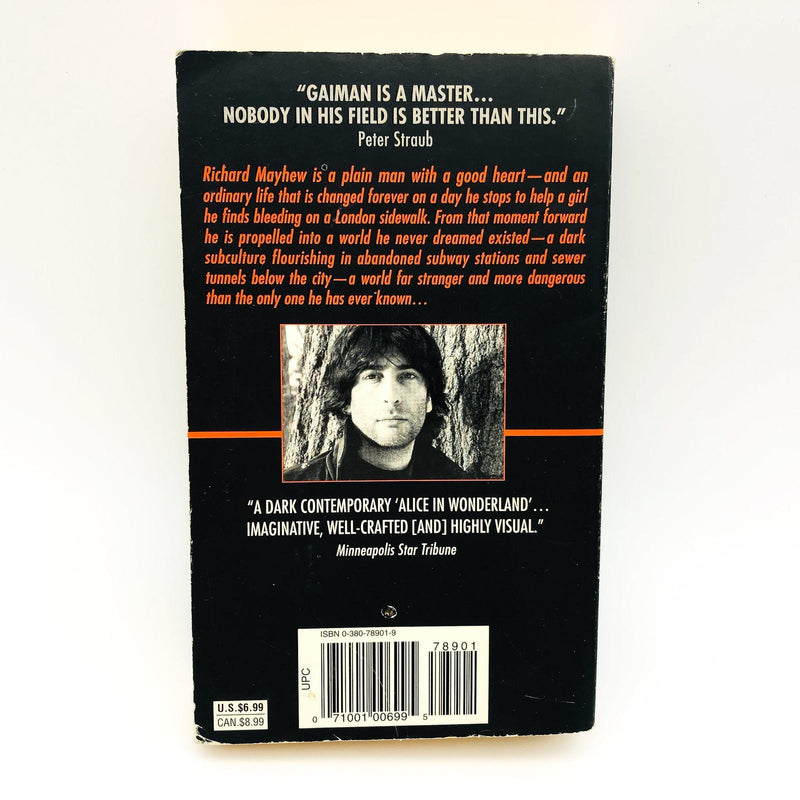 “GAIMAN IS A MASTER...
NOBODY IN HIS FIELD IS BETTER THAN THIS.”
Peter Straub
Richard Mayhew is a plain man with a good heart—and an
ordinary life that is changed forever on a day he stops to help a girl
he finds bleeding on a London sidewalk. From that moment forward
he is propelled into a world he never dreamed existed—a dark
subculture flourishing in abandoned subway stations and sewer
tunnels below the city—a world far stranger and more dangerous
than the only one he has ever known...
“A DARK CONTEMPORARY ‘ALICE IN WONDERLAND’...
IMAGINATIVE, WELL-CRAFTED [AND] HIGHLY VISUAL.”
Minneapolis Star Tribune
ISBN 0-380-78901-9
78901
UPC
0 71001 00699 5
U.S.$6.99
CAN.$8.99